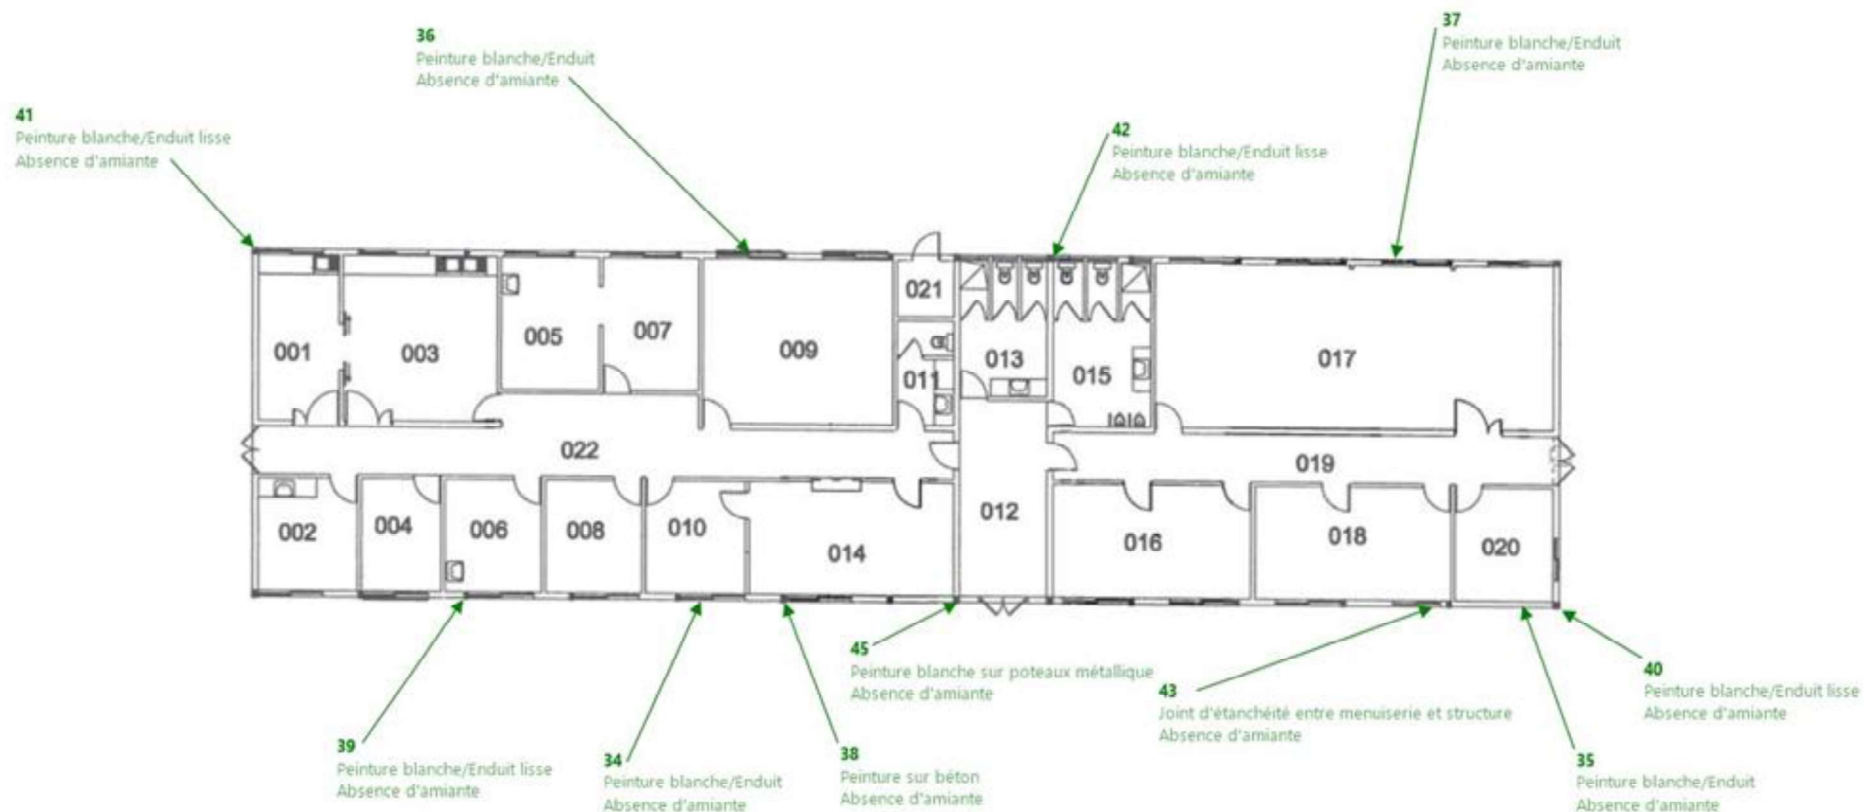 37
Peinture blanche/Enduit
Absence d'amiante
36
Peinture blanche/Enduit
Absence d'amiante
41
Peinture blanche/Enduit lisse
Absence d'amiante
42
Peinture blanche/Enduit lisse
Absence d'amiante
021
001
003
005
007
009
011
013
015
017
022
019
002
004
006
008
010
014
012
016
018
020
45
Peinture blanche sur poteaux métallique
Absence d'amiante
40
Peinture blanche/Enduit lisse
Absence d'amiante
43
Joint d'étanchéité entre menuiserie et structure
Absence d'amiante
39
Peinture blanche/Enduit lisse
Absence d'amiante
34
Peinture blanche/Enduit
Absence d'amiante
38
Peinture sur béton
Absence d'amiante
35
Peinture blanche/Enduit
Absence d'amiante